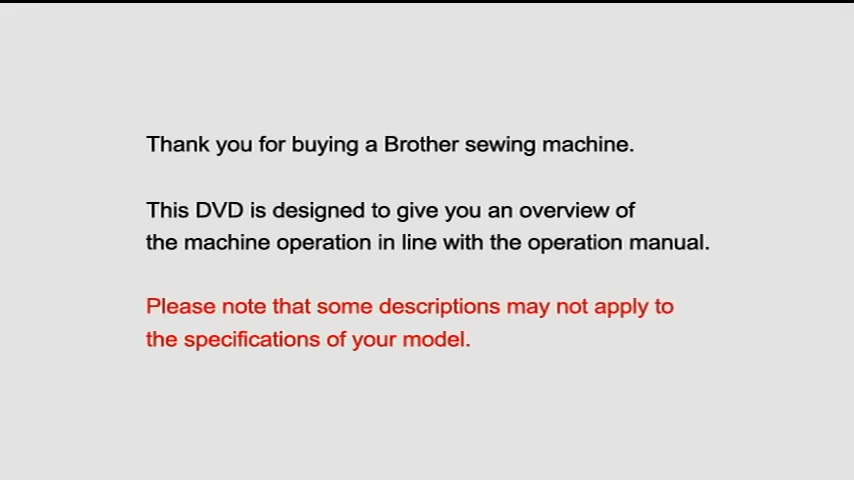 Thank you for buying a Brother sewing machine.
This DVD is designed to give you an overview of
the machine operation in line with the operation manual.
Please note that some descriptions may not apply to
the specifications of your model.